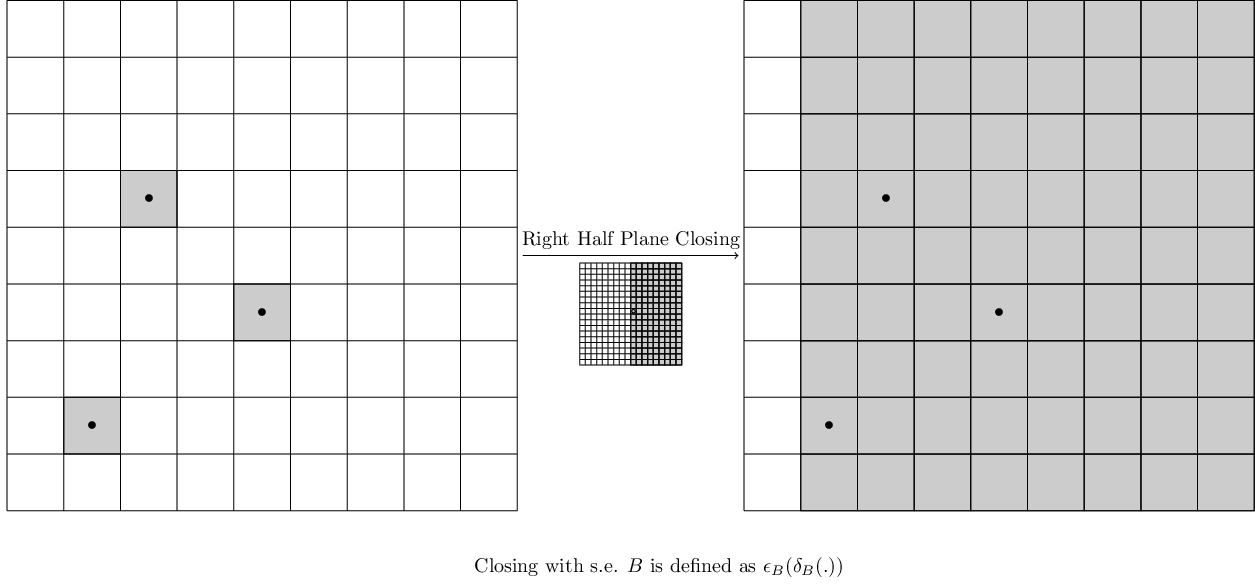 Right Half Plane Closing
Closing with s.e. B is defined as ϵ_B(δ_B(.))